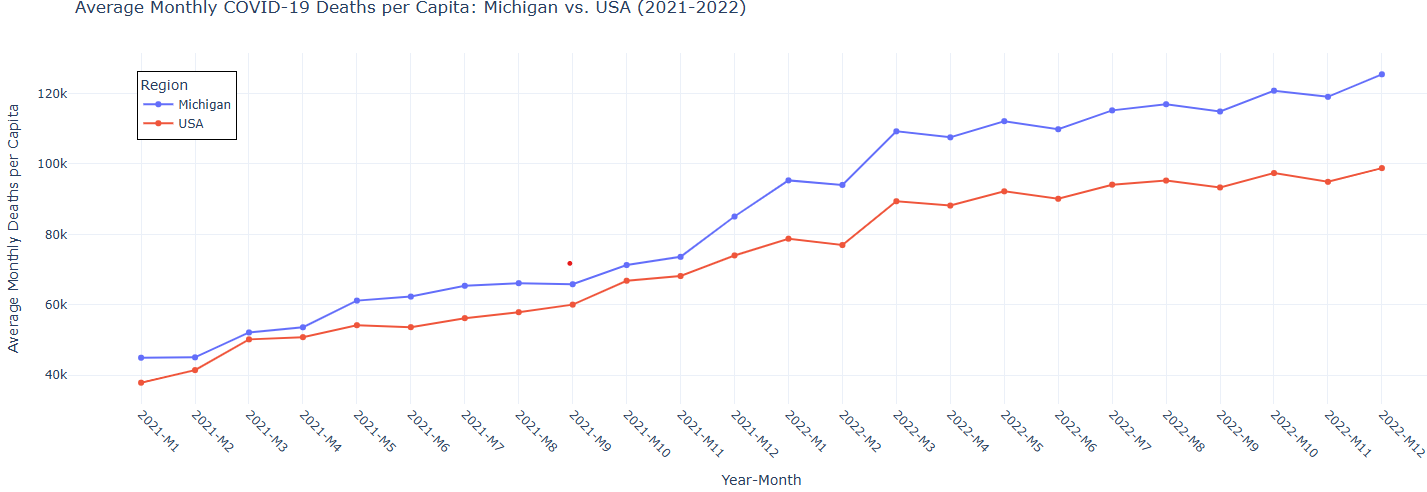 Average Monthly COVID-19 Deaths per Capita: Michigan vs. USA (2021-2022)
Region
Michigan
USA
Average Monthly Deaths per Capita
120k
100k
80k
60k
40k
2021-M1
2021-M2
2021-M3
2021-M4
2021-M5
2021-M6
2021-M7
2021-M8
2021-M9
2021-M10
2021-M11
2021-M12
2022-M1
2022-M2
2022-M3
2022-M4
2022-M5
2022-M6
2022-M7
2022-M8
2022-M9
2022-M10
2022-M11
2022-M12
Year-Month